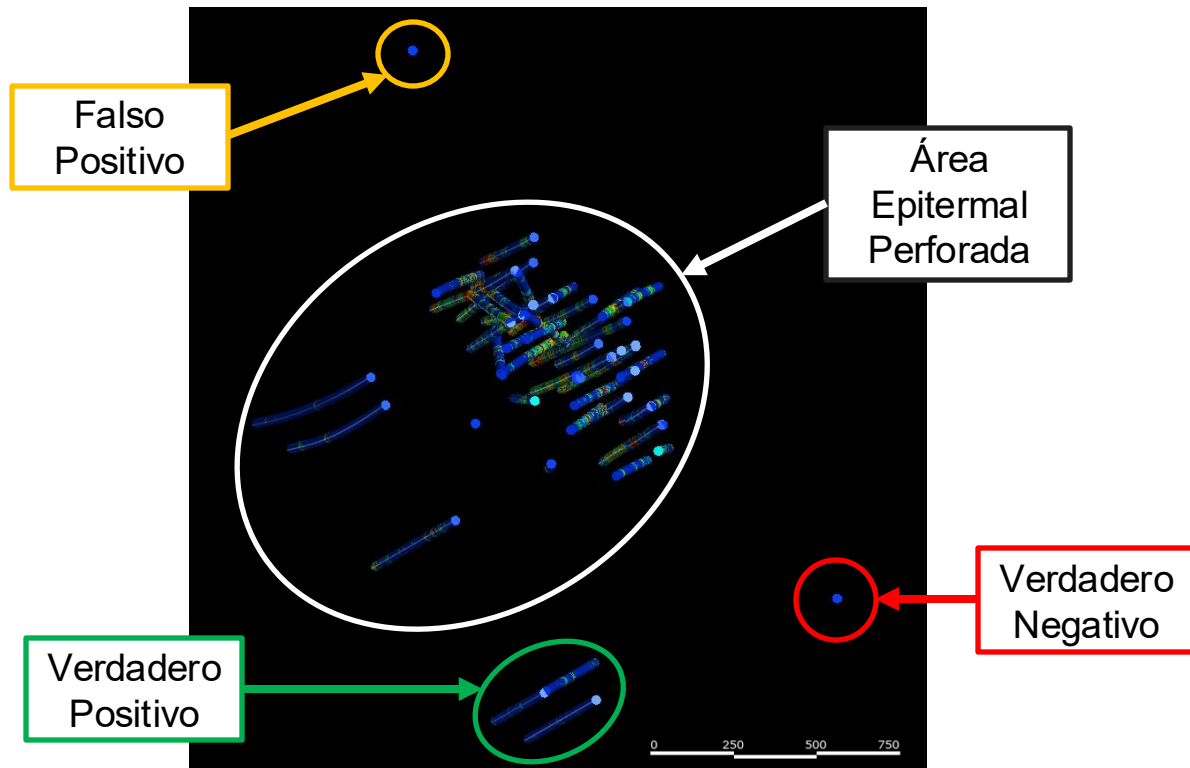 Falso
Positivo
Área
Epitermal
Perforada
Verdadero
Negativo
Verdadero
Positivo
0 250 500 750